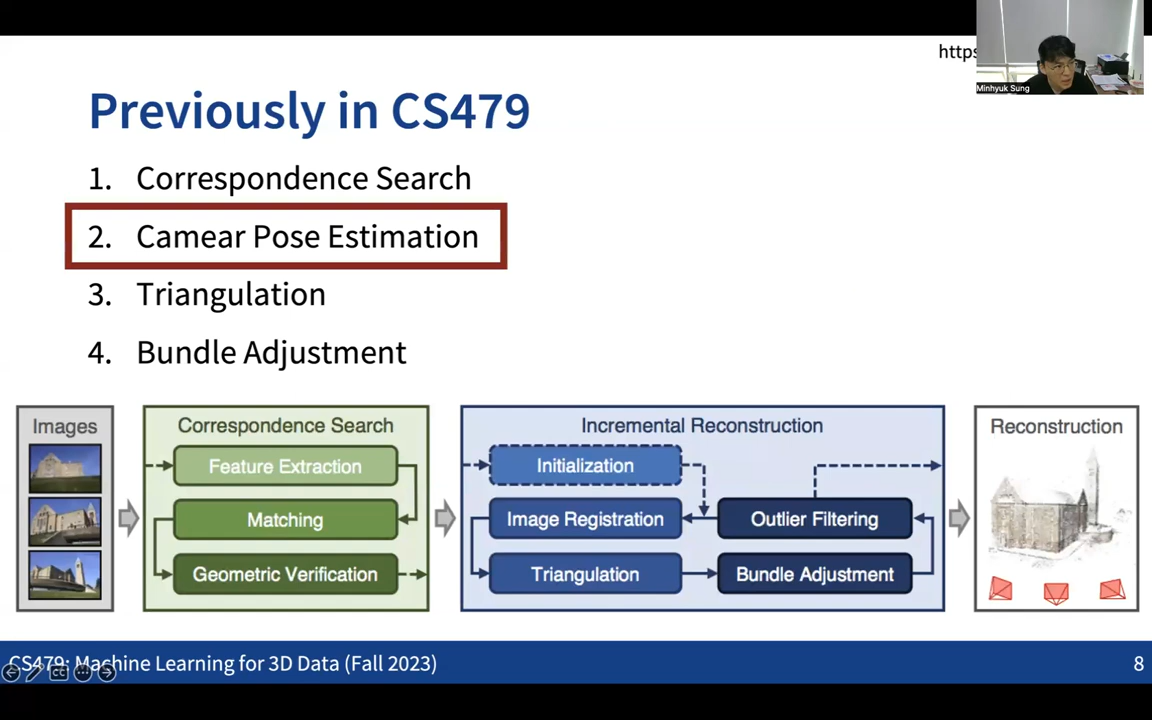 https
Minhyuk Sung
Previously in CS479
1. Correspondence Search
2. Camear Pose Estimation
3. Triangulation
4. Bundle Adjustment
Images
Correspondence Search
Feature Extraction
Matching
Geometric Verification
Incremental Reconstruction
Initialization
Image Registration
Triangulation
Outlier Filtering
Bundle Adjustment
Reconstruction
CS479: Machine Learning for 3D Data (Fall 2023)
CC
8